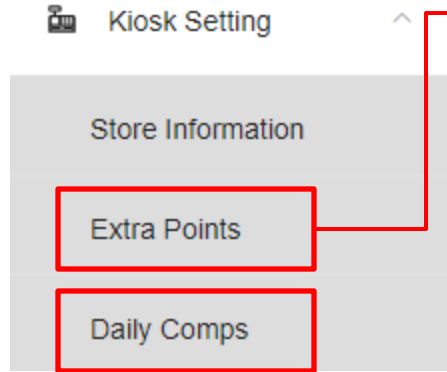 Kiosk Setting
Store Information
Extra Points
Daily Comps